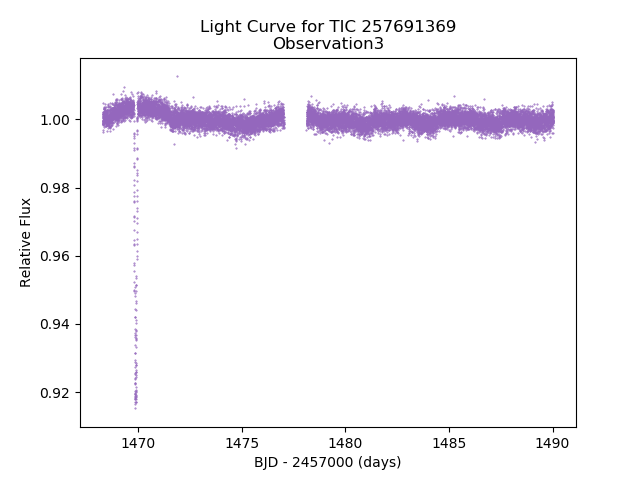 Light Curve for TIC 257691369
Observation3
1.00
0.98
0.96
0.94
0.92
Relative Flux
1470
1475
1480
1485
1490
BJD - 2457000 (days)